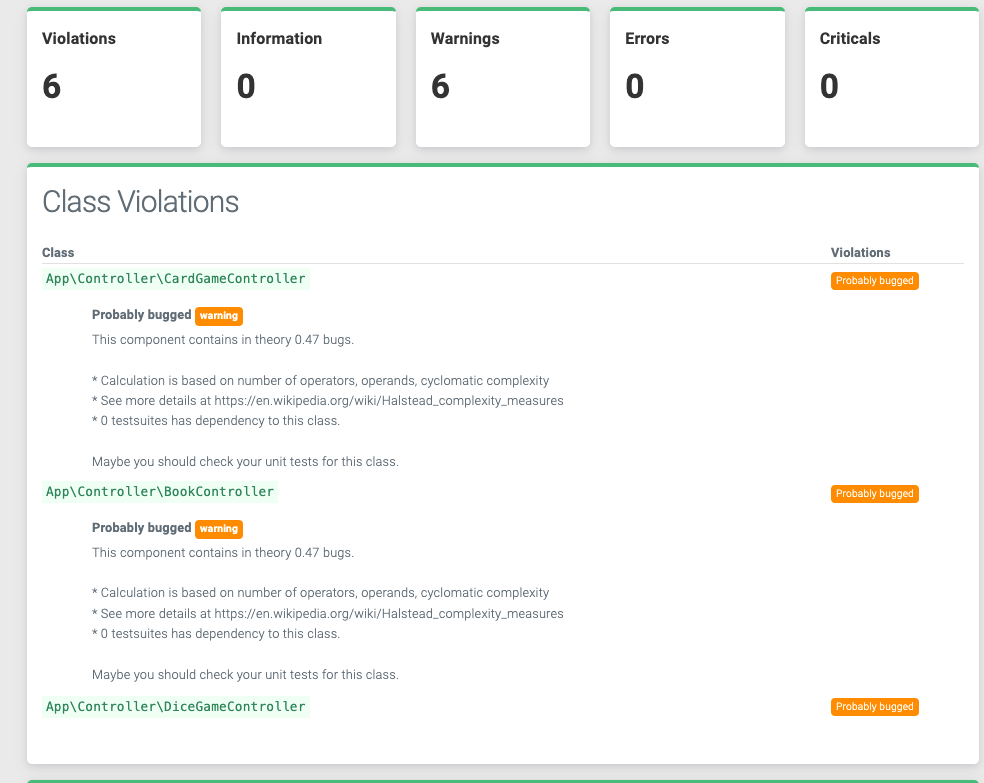 Violations Information Warnings Errors Criticals
6 0 6 0 0
Class Violations
Class Violations
App\Controller\CardGameController Probably bugged
Probably bugged warning
This component contains in theory 0.47 bugs.
* Calculation is based on number of operators, operands, cyclomatic complexity
* See more details at https://en.wikipedia.org/wiki/Halstead_complexity_measures
* 0 testsuites has dependency to this class.
Maybe you should check your unit tests for this class.
App\Controller\BookController Probably bugged
Probably bugged warning
This component contains in theory 0.47 bugs.
* Calculation is based on number of operators, operands, cyclomatic complexity
* See more details at https://en.wikipedia.org/wiki/Halstead_complexity_measures
* 0 testsuites has dependency to this class.
Maybe you should check your unit tests for this class.
App\Controller\DiceGameController Probably bugged